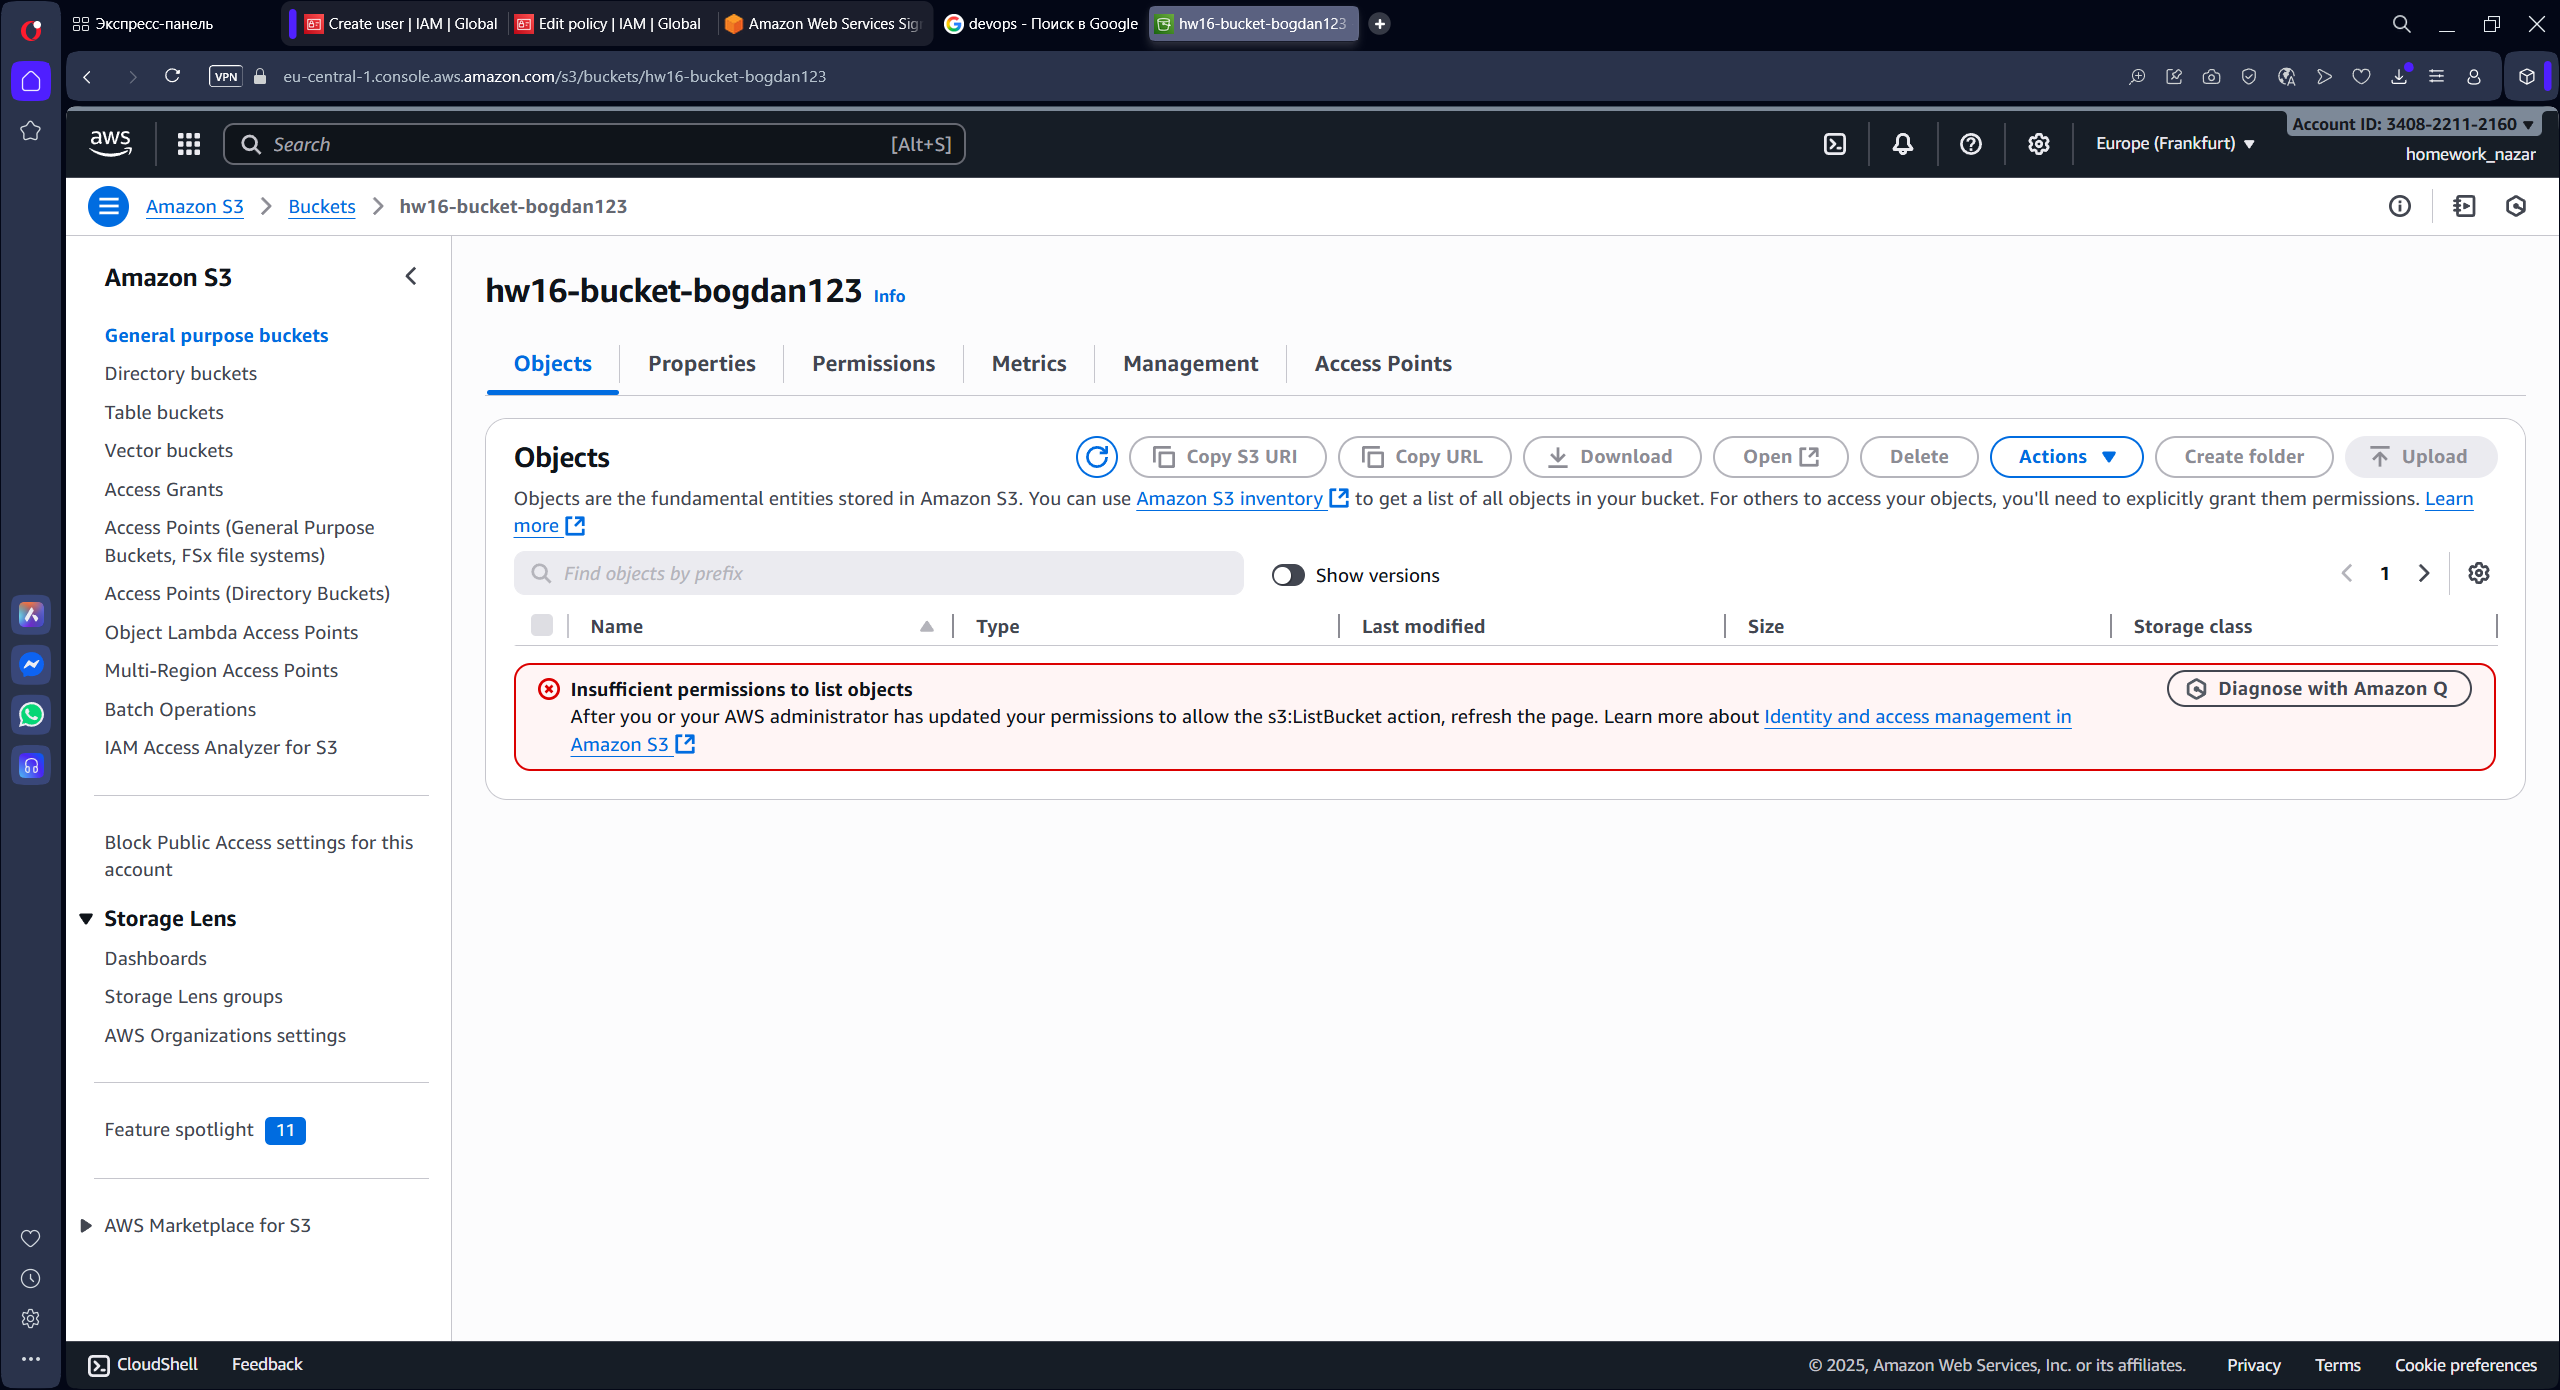 Экспресс-панель
Create user | IAM | Global
Edit policy | IAM | Global
Amazon Web Services Sig
devops - Поиск в Google
hw16-bucket-bogdan123
VPN
eu-central-1.console.aws.amazon.com/s3/buckets/hw16-bucket-bogdan123
aws
Search
[Alt+S]
Europe (Frankfurt)
Account ID: 3408-2211-2160
homework_nazar
Amazon S3
Buckets
hw16-bucket-bogdan123
Amazon S3
General purpose buckets
Directory buckets
Table buckets
Vector buckets
Access Grants
Access Points (General Purpose
Buckets, FSx file systems)
Access Points (Directory Buckets)
Object Lambda Access Points
Multi-Region Access Points
Batch Operations
IAM Access Analyzer for S3
Block Public Access settings for this
account
Storage Lens
Dashboards
Storage Lens groups
AWS Organizations settings
Feature spotlight 11
AWS Marketplace for S3
hw16-bucket-bogdan123 Info
Objects
Properties
Permissions
Metrics
Management
Access Points
Objects
Copy S3 URI
Copy URL
Download
Open
Delete
Actions
Create folder
Upload
Objects are the fundamental entities stored in Amazon S3. You can use Amazon S3 inventory to get a list of all objects in your bucket. For others to access your objects, you'll need to explicitly grant them permissions. Learn
more
Find objects by prefix
Show versions
1
Name
Type
Last modified
Size
Storage class
Insufficient permissions to list objects
After you or your AWS administrator has updated your permissions to allow the s3:ListBucket action, refresh the page. Learn more about Identity and access management in
Amazon S3
Diagnose with Amazon Q
CloudShell
Feedback
© 2025, Amazon Web Services, Inc. or its affiliates.
Privacy
Terms
Cookie preferences